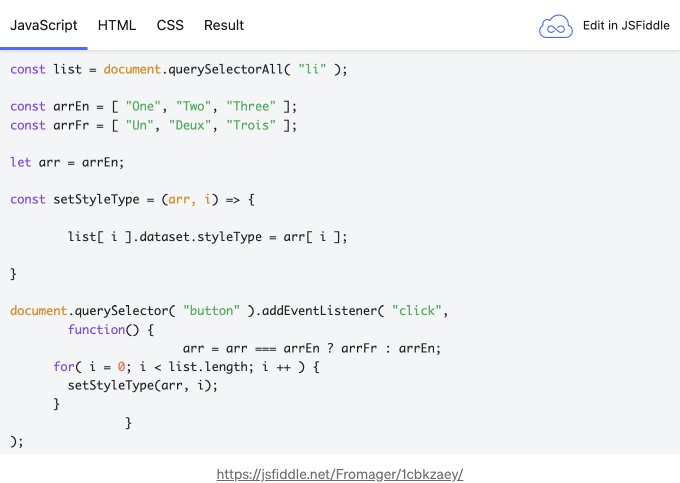 JavaScript HTML CSS Result Edit in JSFiddle
const list = document.querySelectorAll( "li" );
const arrEn = [ "One", "Two", "Three" ];
const arrFr = [ "Un", "Deux", "Trois" ];
let arr = arrEn;
const setStyleType = (arr, i) => {
list[ i ].dataset.styleType = arr[ i ];
}
document.querySelector( "button" ).addEventListener( "click",
function() {
arr = arr === arrEn ? arrFr : arrEn;
for( i = 0; i < list.length; i ++ ) {
setStyleType(arr, i);
}
}
);
https://jsfiddle.net/Fromager/1cbkzaey/